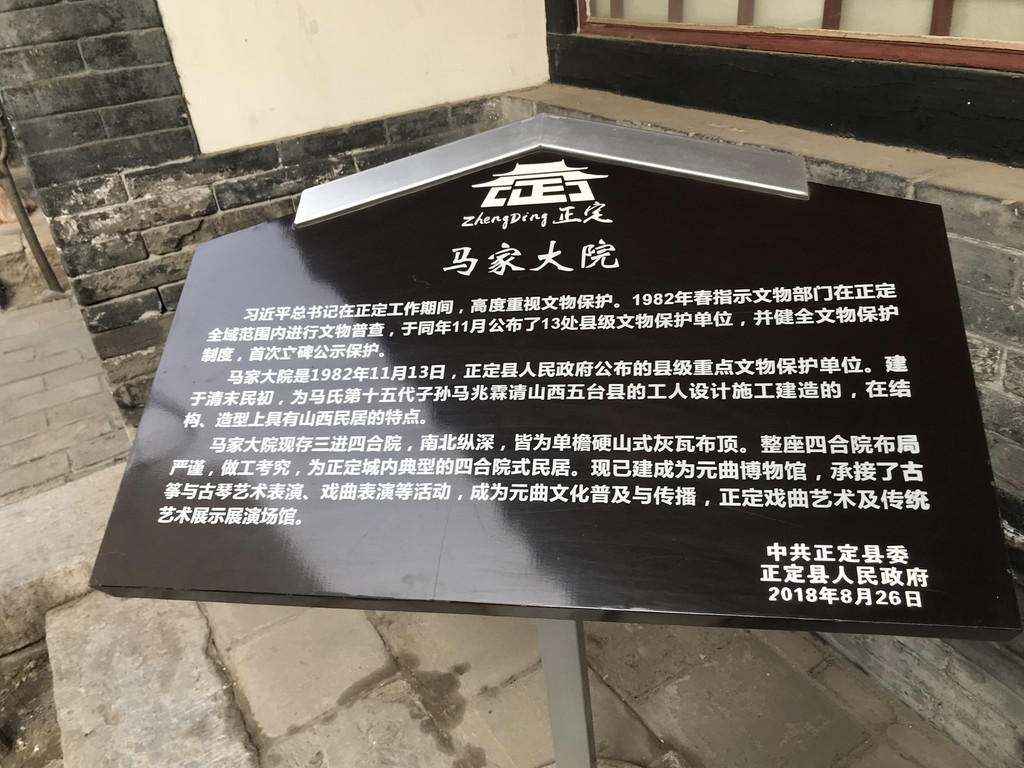 正定
ZhengDing 正定
马家大院
习近平总书记在正定工作期间，高度重视文物保护。1982年春指示文物部门在正定
全域范围内进行文物普查，于同年11月公布了13处县级文物保护单位，并健全文物保护
制度，首次立碑公示保护。
马家大院是1982年11月13日，正定县人民政府公布的县级重点文物保护单位。建
于清末民初，为马氏第十五代子孙马兆霖请山西五台县的工人设计施工建造的，在结
构、造型上具有山西民居的特点。
马家大院现存三进四合院，南北纵深，皆为单檐硬山式灰瓦布顶。整座四合院布局
严谨，做工考究，为正定城内典型的四合院式民居。现已建成为元曲博物馆，承接了古
筝与古琴艺术表演、戏曲表演等活动，成为元曲文化普及与传播，正定戏曲艺术及传统
艺术展示展演场馆。
中共正定县委
正定县人民政府
2018年8月26日